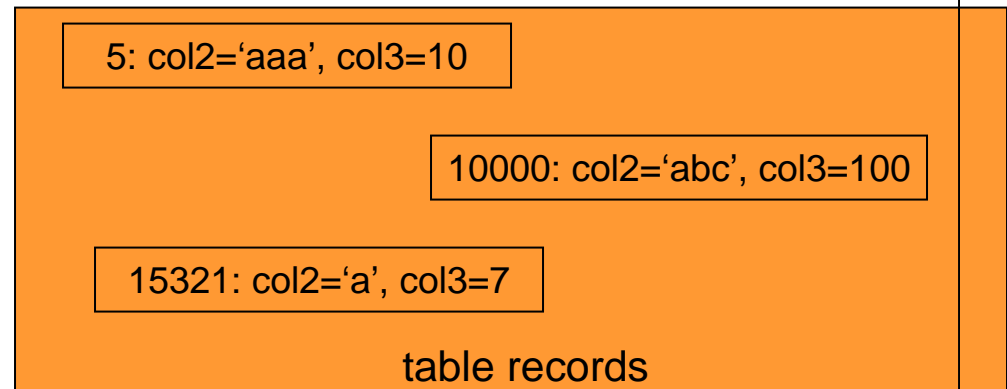 5: col2=‘aaa’, col3=10
10000: col2=‘abc’, col3=100
15321: col2=‘a’, col3=7
table records